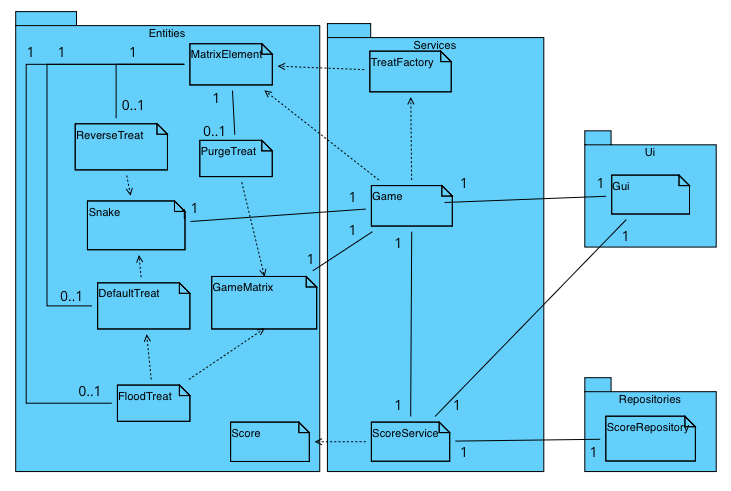 Entities
1 1 1
MatrixElement
0..1
1
0..1
ReverseTreat
PurgeTreat
Snake
1
1
DefaultTreat
0..1
GameMatrix
1
1
FloodTreat
0..1
Score
Services
TreatFactory
Game
1
1
1
ScoreService
1
1
Ui
Gui
1
1
Repositories
ScoreRepository
1